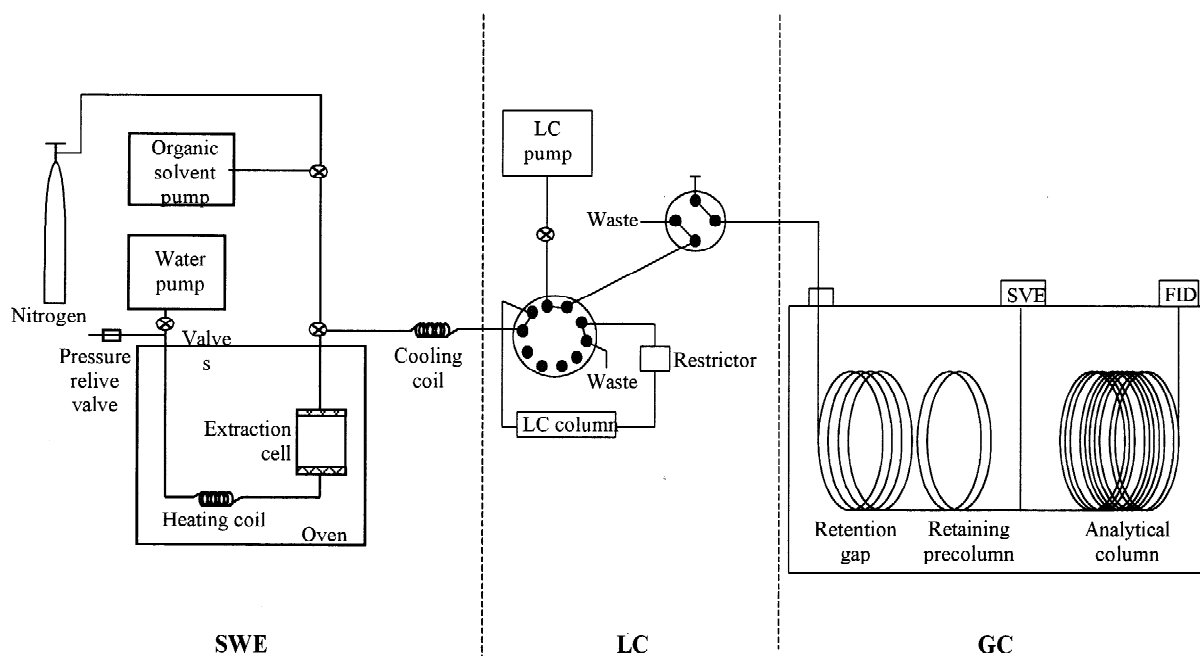 Organic
solvent
pump
Water
pump
Nitrogen
Pressure
relive
valve
Valve
s
Extraction
cell
Heating coil
Oven
Cooling
coil
SWE
LC
pump
Waste
Restrictor
Waste
LC column
LC
SVE
FID
Retention
gap
Retaining
precolumn
Analytical
column
GC